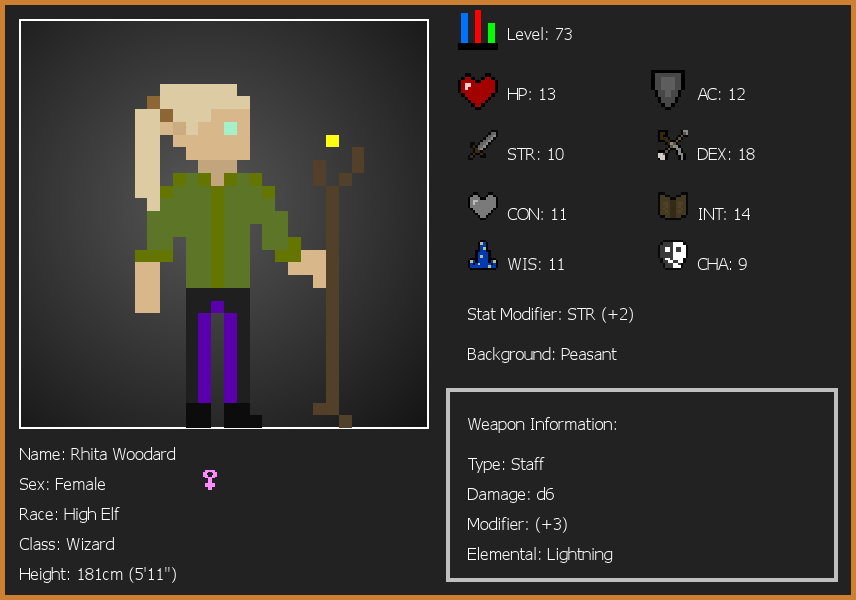 Level: 73
HP: 13
AC: 12
STR: 10
DEX: 18
CON: 11
INT: 14
WIS: 11
CHA: 9
Stat Modifier: STR (+2)
Background: Peasant
Weapon Information:
Type: Staff
Damage: d6
Modifier: (+3)
Elemental: Lightning
Name: Rhita Woodard
Sex: Female
Race: High Elf
Class: Wizard
Height: 181cm (5'11")